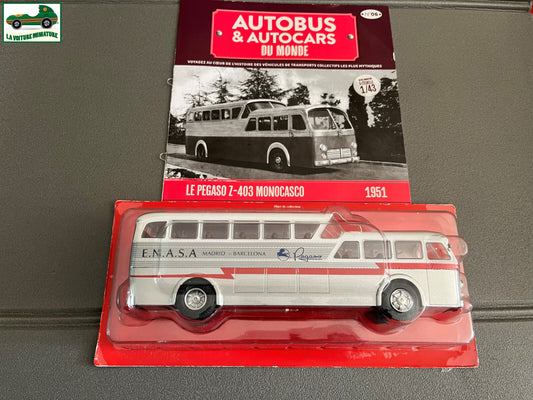 LA VOITURE MINIATURE
N° 06
AUTOBUS
& AUTOCARS
DU MONDE
VOYAGEZ AU CŒUR DE L'HISTOIRE DES VÉHICULES DE TRANSPORTS COLLECTIFS LES PLUS MYTHIQUES
1/43
LE PEGASO Z-403 MONOCASCO 1951
E.N.A.S.A MADRID - BARCELONA Pegaso